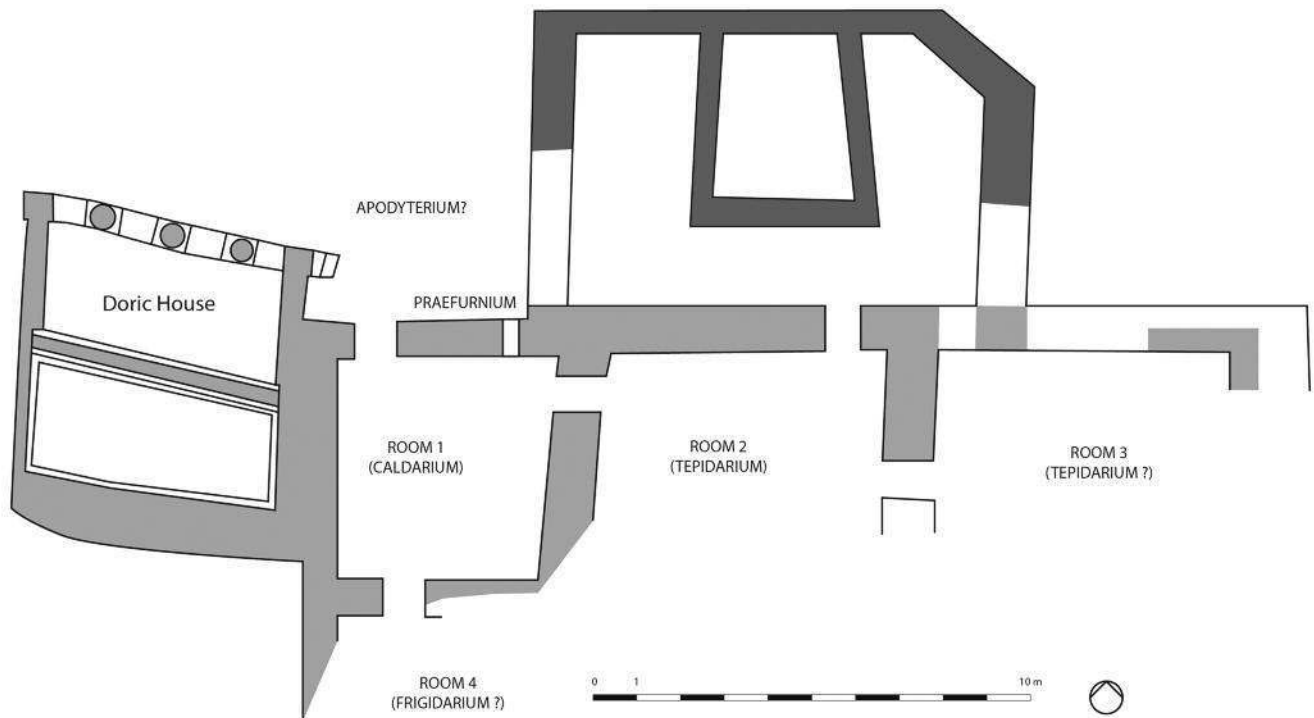 APODYTERIUM?
PRAEFURNIUM
Doric House
ROOM 1
(CALDARIUM)
ROOM 2
(TEPIDARIUM)
ROOM 3
(TEPIDARIUM ?)
ROOM 4
(FRIGIDARIUM ?)
0 1 10 m